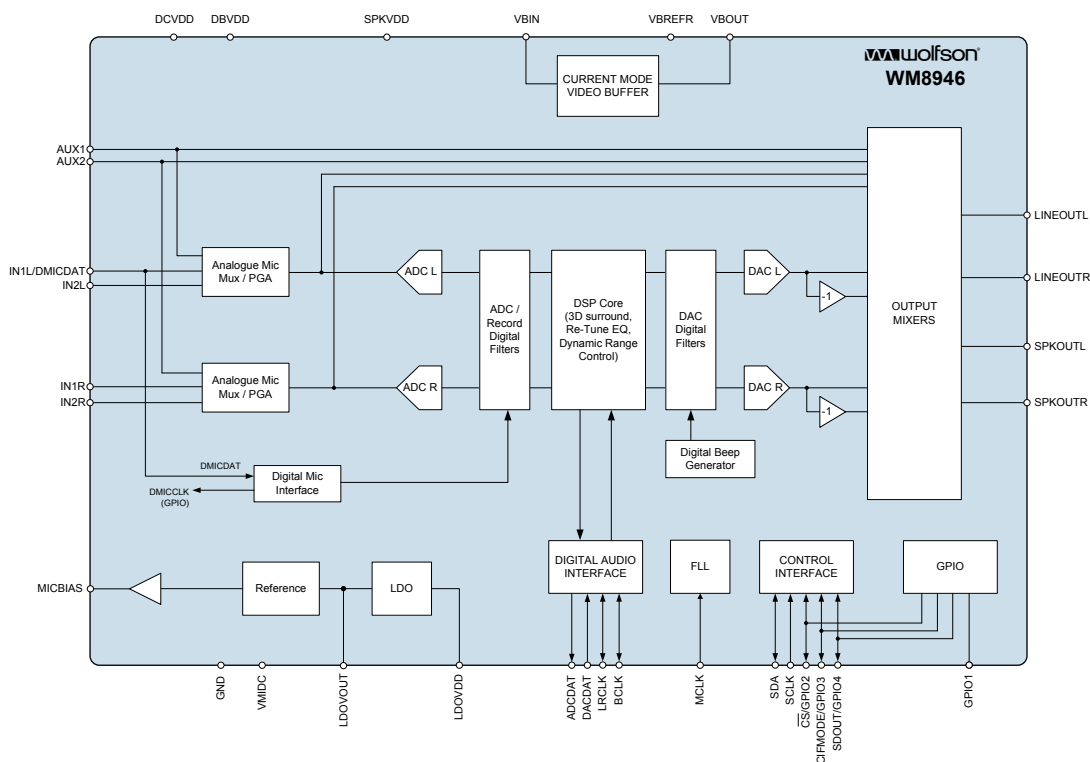 DCVDD
DBVDD
SPKVDD
VBIN
VBREFR
VBOUT
wolfson®
WM8946
CURRENT MODE
VIDEO BUFFER
AUX1
AUX2
LINEOUTL
IN1L/DMICDAT
IN2L
Analogue Mic
Mux / PGA
ADC L
ADC /
Record
Digital
Filters
DSP Core
(3D surround,
Re-Tune EQ,
Dynamic Range
Control)
DAC
Digital
Filters
DAC L
-1
OUTPUT
MIXERS
LINEOUTR
SPKOUTL
IN1R
IN2R
Analogue Mic
Mux / PGA
ADC R
DAC R
-1
SPKOUTR
Digital Beep
Generator
DMICDAT
DMICCLK
(GPIO)
Digital Mic
Interface
MICBIAS
Reference
LDO
DIGITAL AUDIO
INTERFACE
FLL
CONTROL
INTERFACE
GPIO
GND
VMIDC
LDOVOUT
LDOVDD
ADCDAT
DACDAT
LRCLK
BCLK
MCLK
SDA
SCLK
CS/GPIO2
CIFMODE/GPIO3
SDOUT/GPIO4
GPIO1